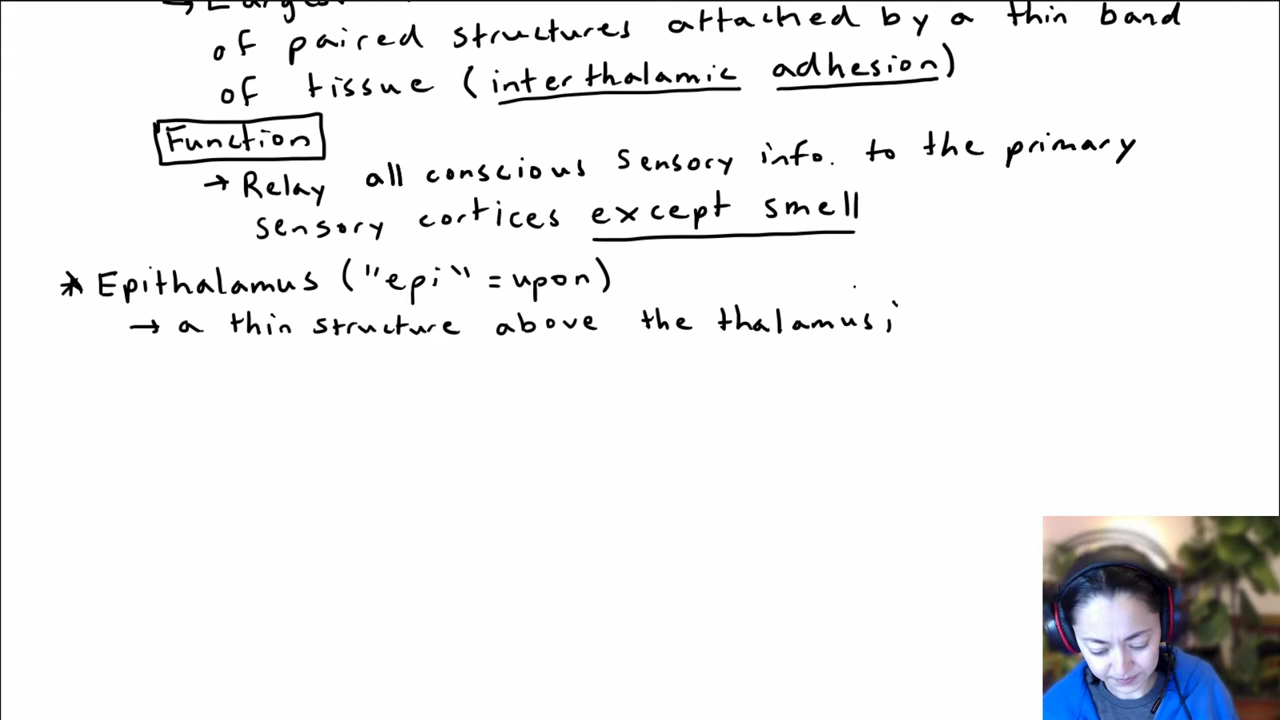 → Largest
of paired structures attached by a thin band
of tissue (interthalamic adhesion)
Function
→ Relay all conscious sensory info. to the primary
sensory cortices except smell
* Epithalamus ("epi" = upon)
→ a thin structure above the thalamus;